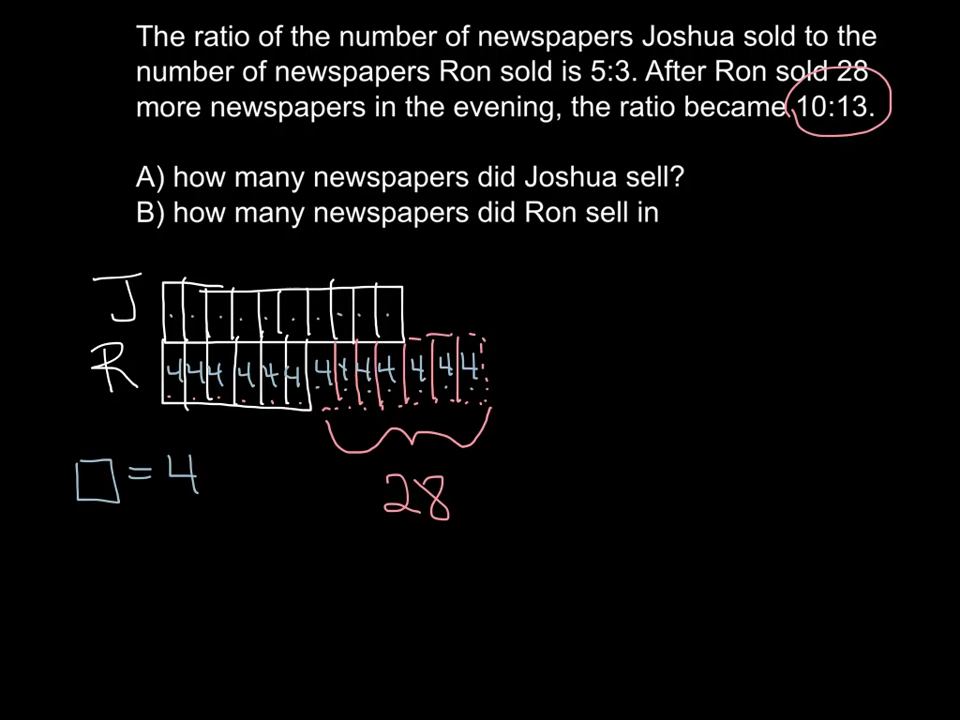 The ratio of the number of newspapers Joshua sold to the
number of newspapers Ron sold is 5:3. After Ron sold 28
more newspapers in the evening, the ratio became 10:13.
A) how many newspapers did Joshua sell?
B) how many newspapers did Ron sell in
J
R 4 4 4 4 4 4 4 4 4 4 4 4 4
= 4
28